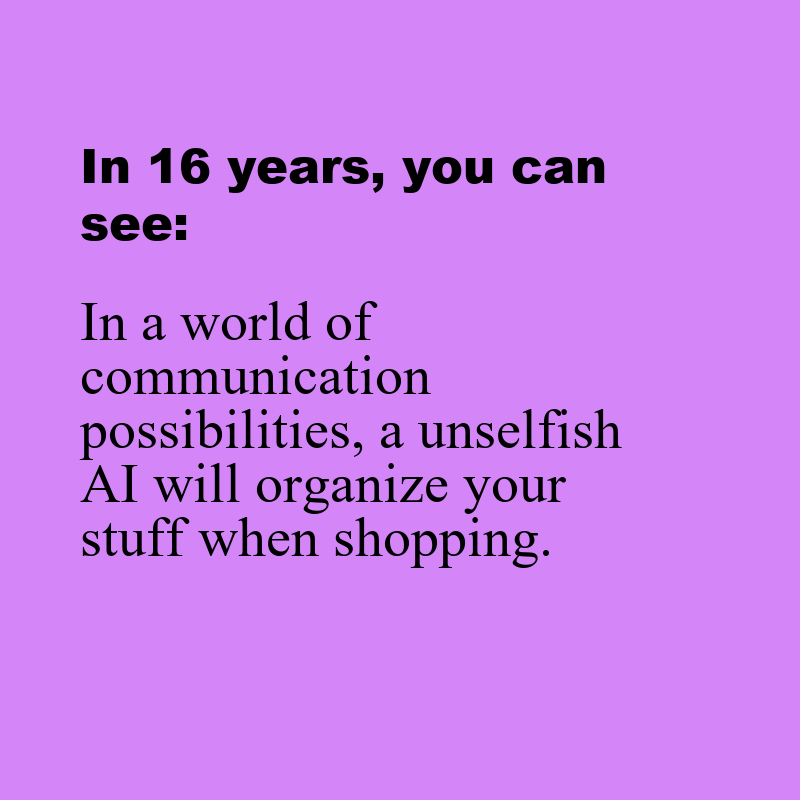 In 16 years, you can
see:
In a world of
communication
possibilities, a unselfish
AI will organize your
stuff when shopping.